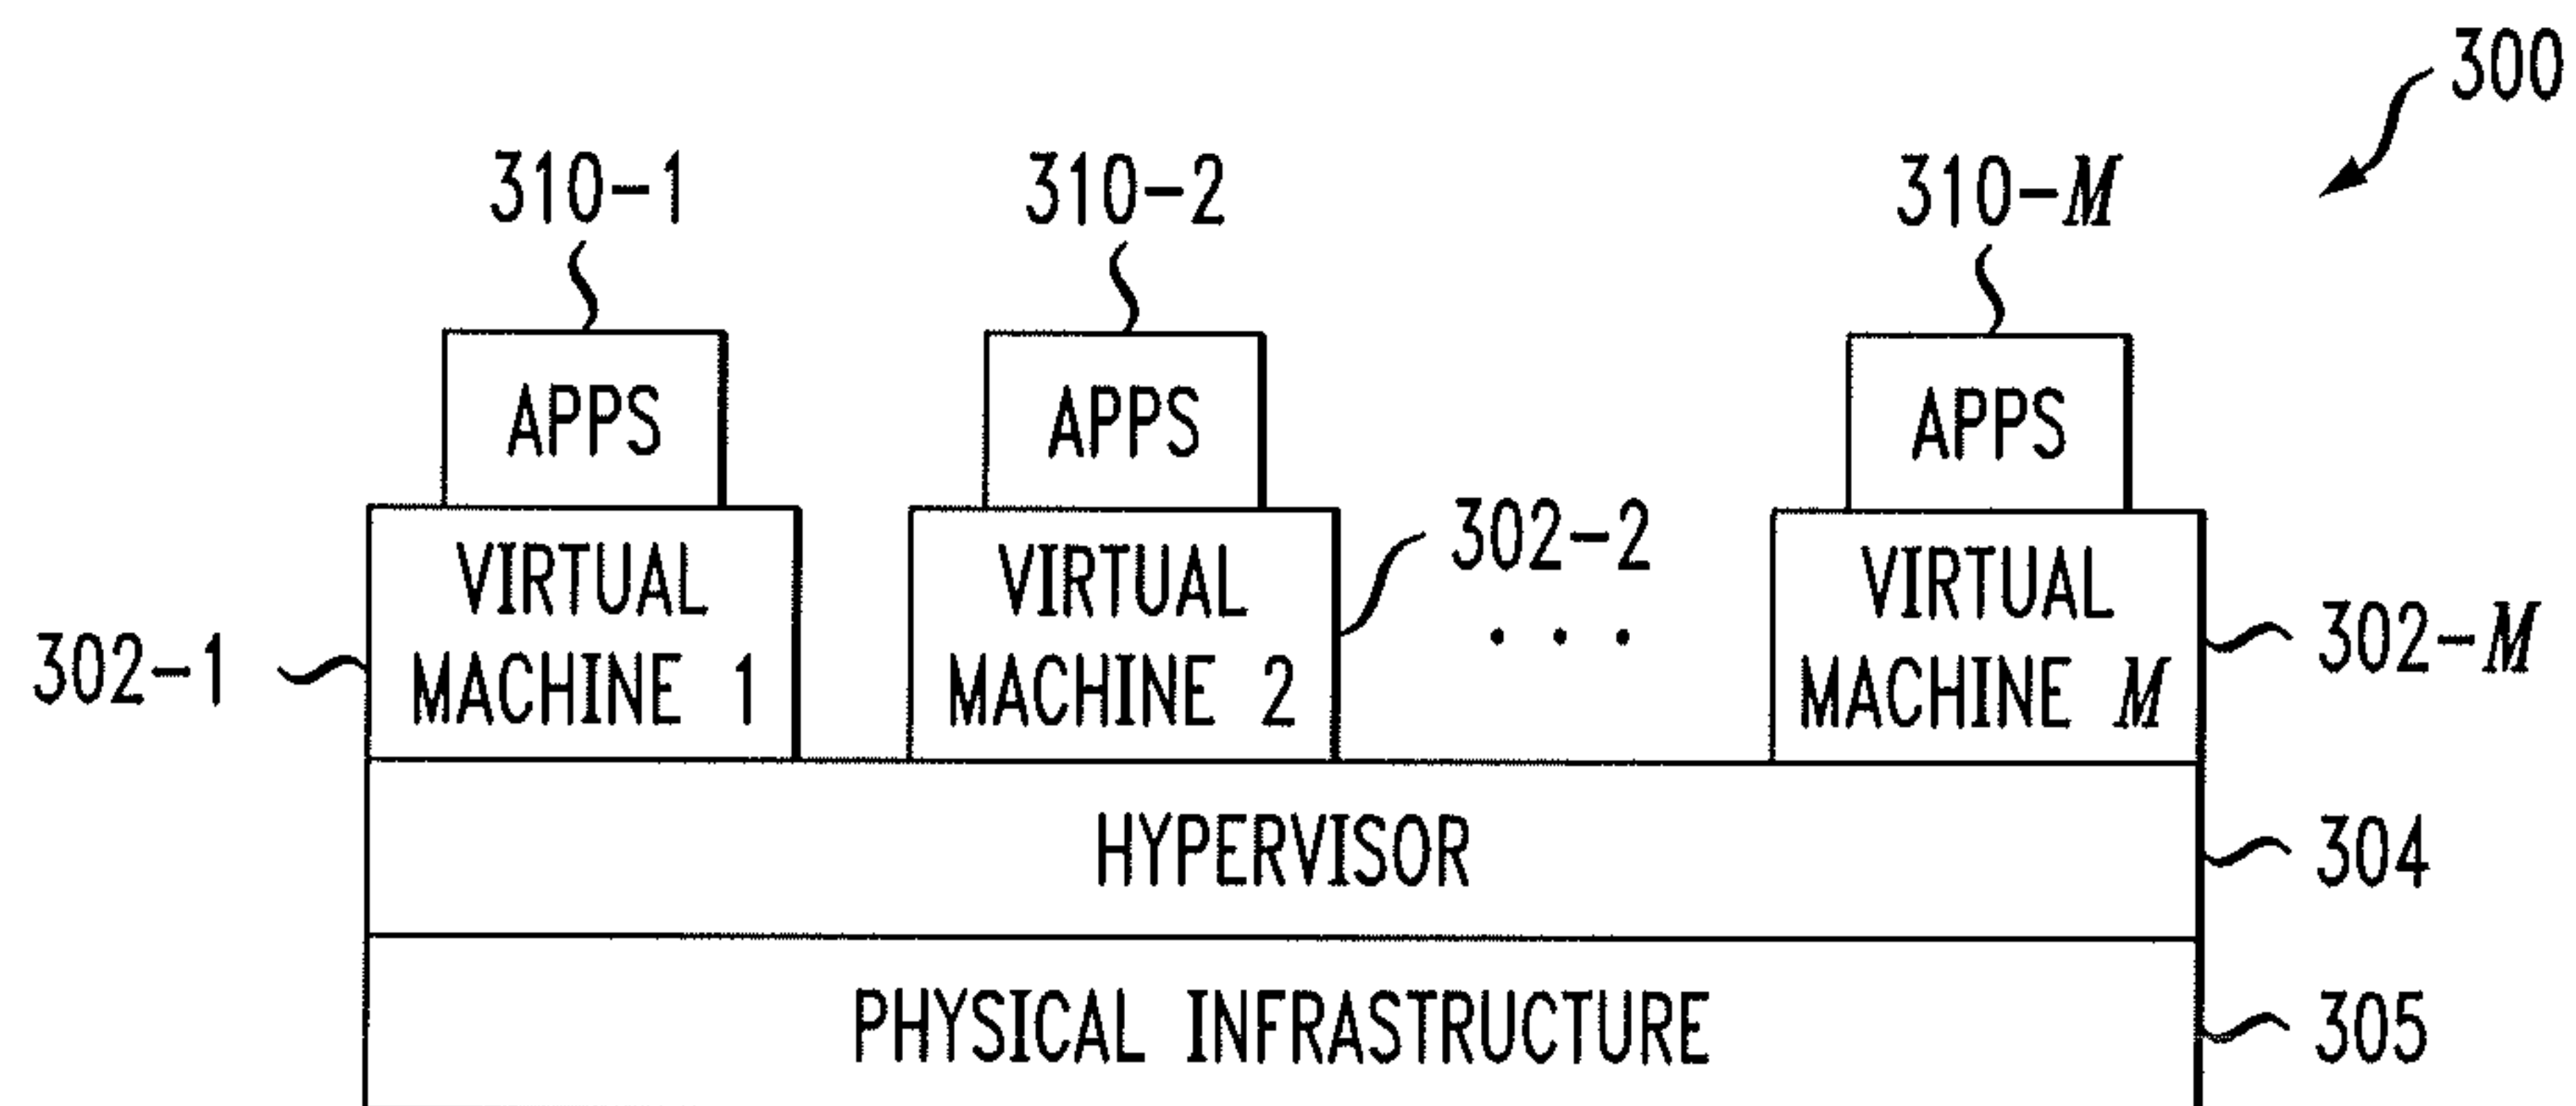 300
310-1
310-2
310-M
APPS
APPS
APPS
VIRTUAL
MACHINE 1
VIRTUAL
MACHINE 2
302-2
. . .
VIRTUAL
MACHINE M
302-1
302-M
HYPERVISOR
304
PHYSICAL INFRASTRUCTURE
305